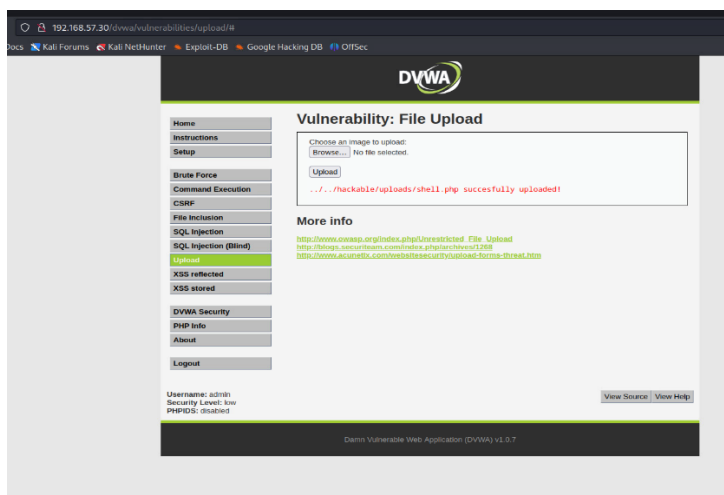 192.168.57.30/dvwa/vulnerabilities/upload/#
Docs Kali Forums Kali NetHunter Exploit-DB Google Hacking DB OffSec
DVWA
Vulnerability: File Upload
Home
Instructions
Setup
Brute Force
Command Execution
CSRF
File Inclusion
SQL Injection
SQL Injection (Blind)
Upload
XSS reflected
XSS stored
DVWA Security
PHP Info
About
Logout
Choose an image to upload:
Browse... No file selected.
Upload
../../hackable/uploads/shell.php succesfully uploaded!
More info
http://www.owasp.org/index.php/Unrestricted_File_Upload
http://blogs.securiteam.com/index.php/archives/1268
http://www.acunetix.com/websitesecurity/upload-forms-threat.htm
Username: admin
Security Level: low
PHPIDS: disabled
View Source View Help
Damn Vulnerable Web Application (DVWA) v1.0.7